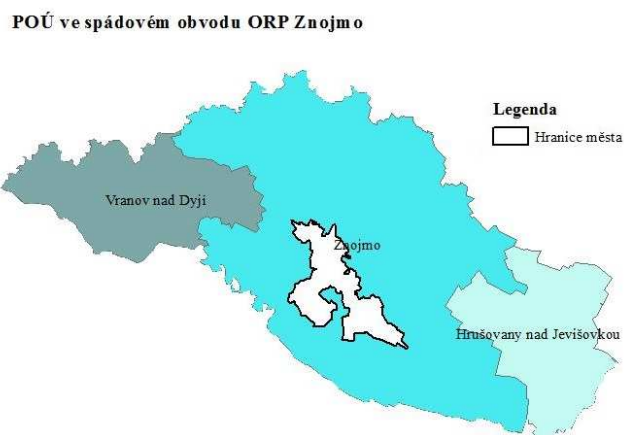 POÚ ve spádovém obvodu ORP Znojmo
Legenda
Hranice města
Vranov nad Dyjí
Znojmo
Hrušovany nad Jevišovkou